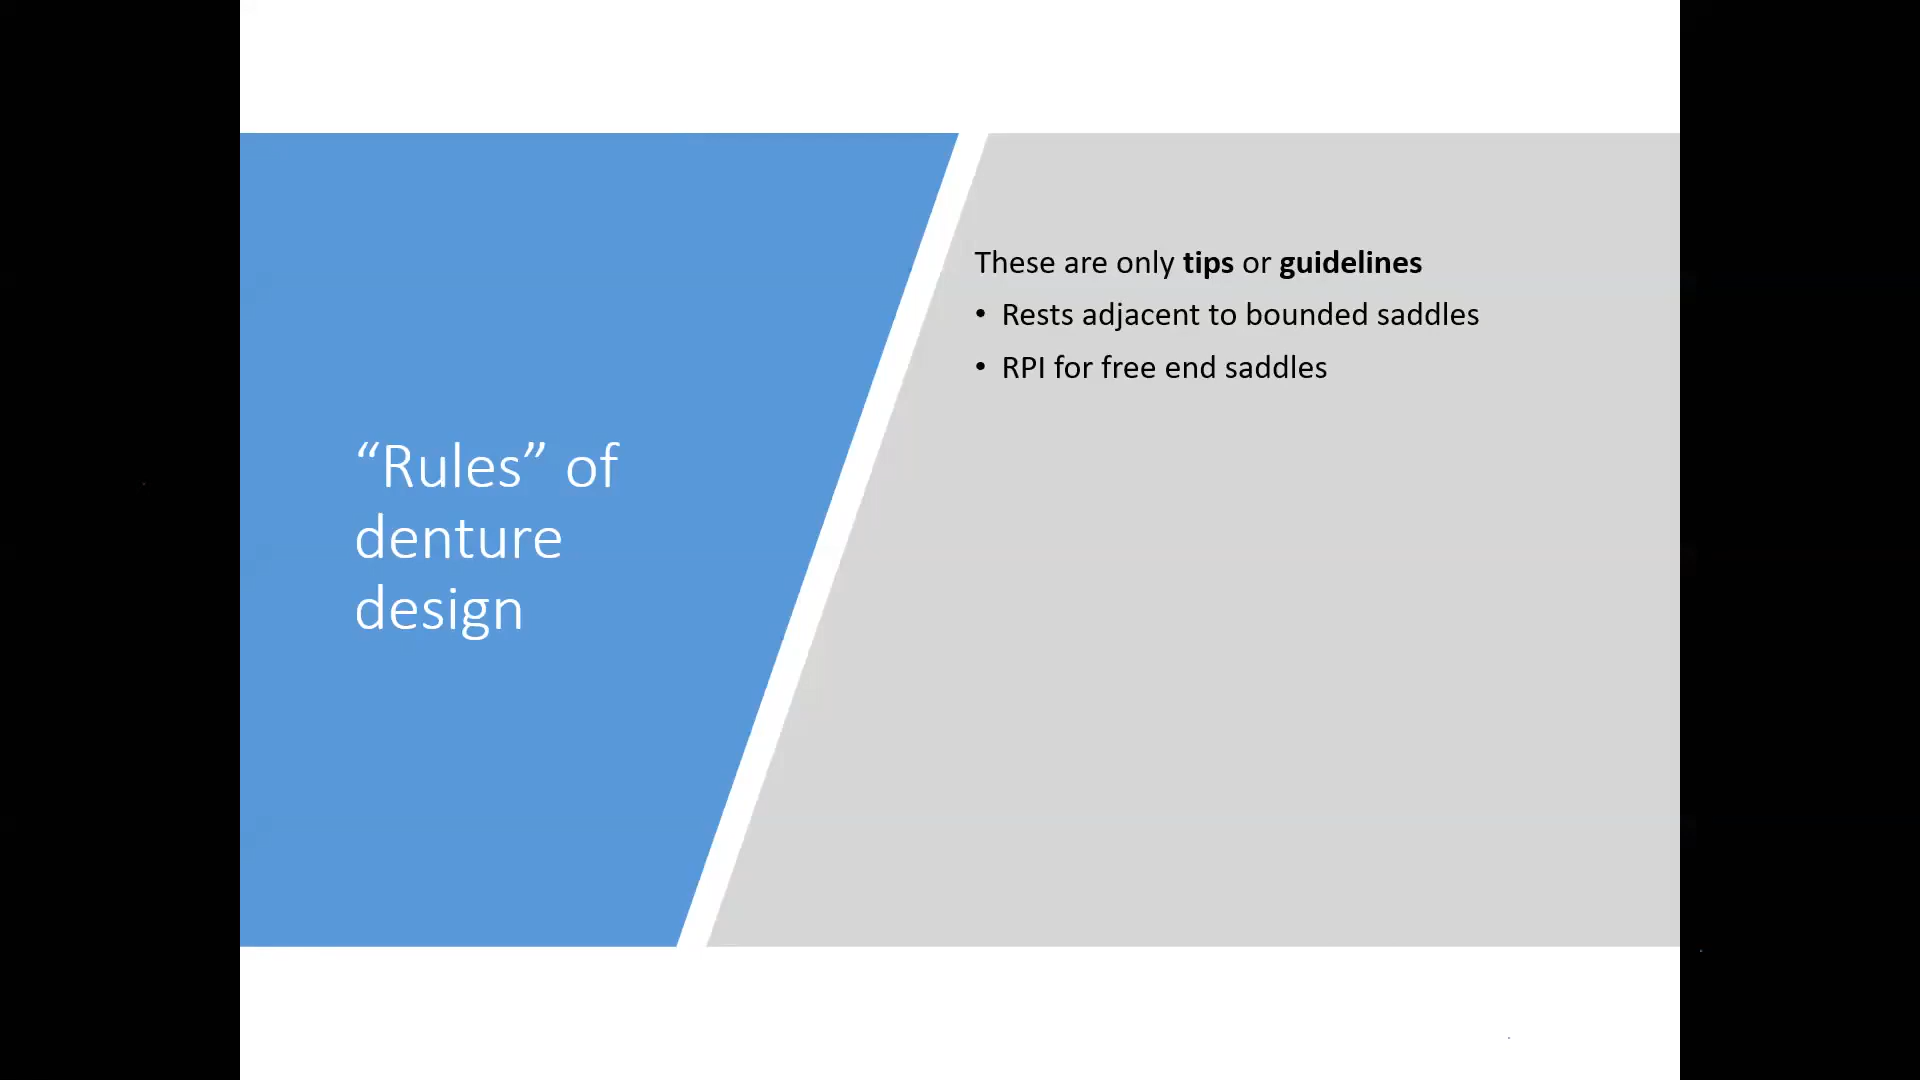 “Rules” of
denture
design
These are only tips or guidelines
• Rests adjacent to bounded saddles
• RPI for free end saddles